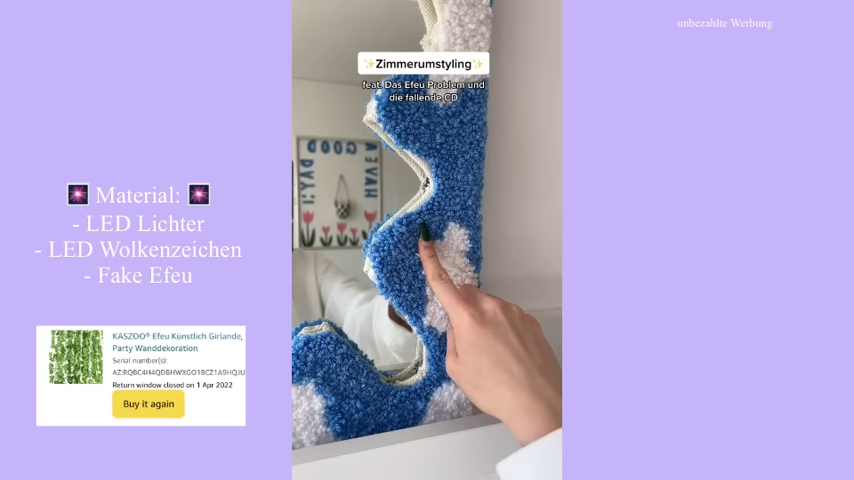 unbezahlte Werbung
✨Zimmerumstyling✨
feat. Das Efeu Problem und
die fallende CD
🎆 Material: 🎆
- LED Lichter
- LED Wolkenzeichen
- Fake Efeu
KASZOO® Efeu Künstlich Girlande,
Party Wanddekoration
Serial number(s):
AZ:RQBC4H4QDBHWXGO1BCZ1A9HQJU
Return window closed on 1 Apr 2022
Buy it again